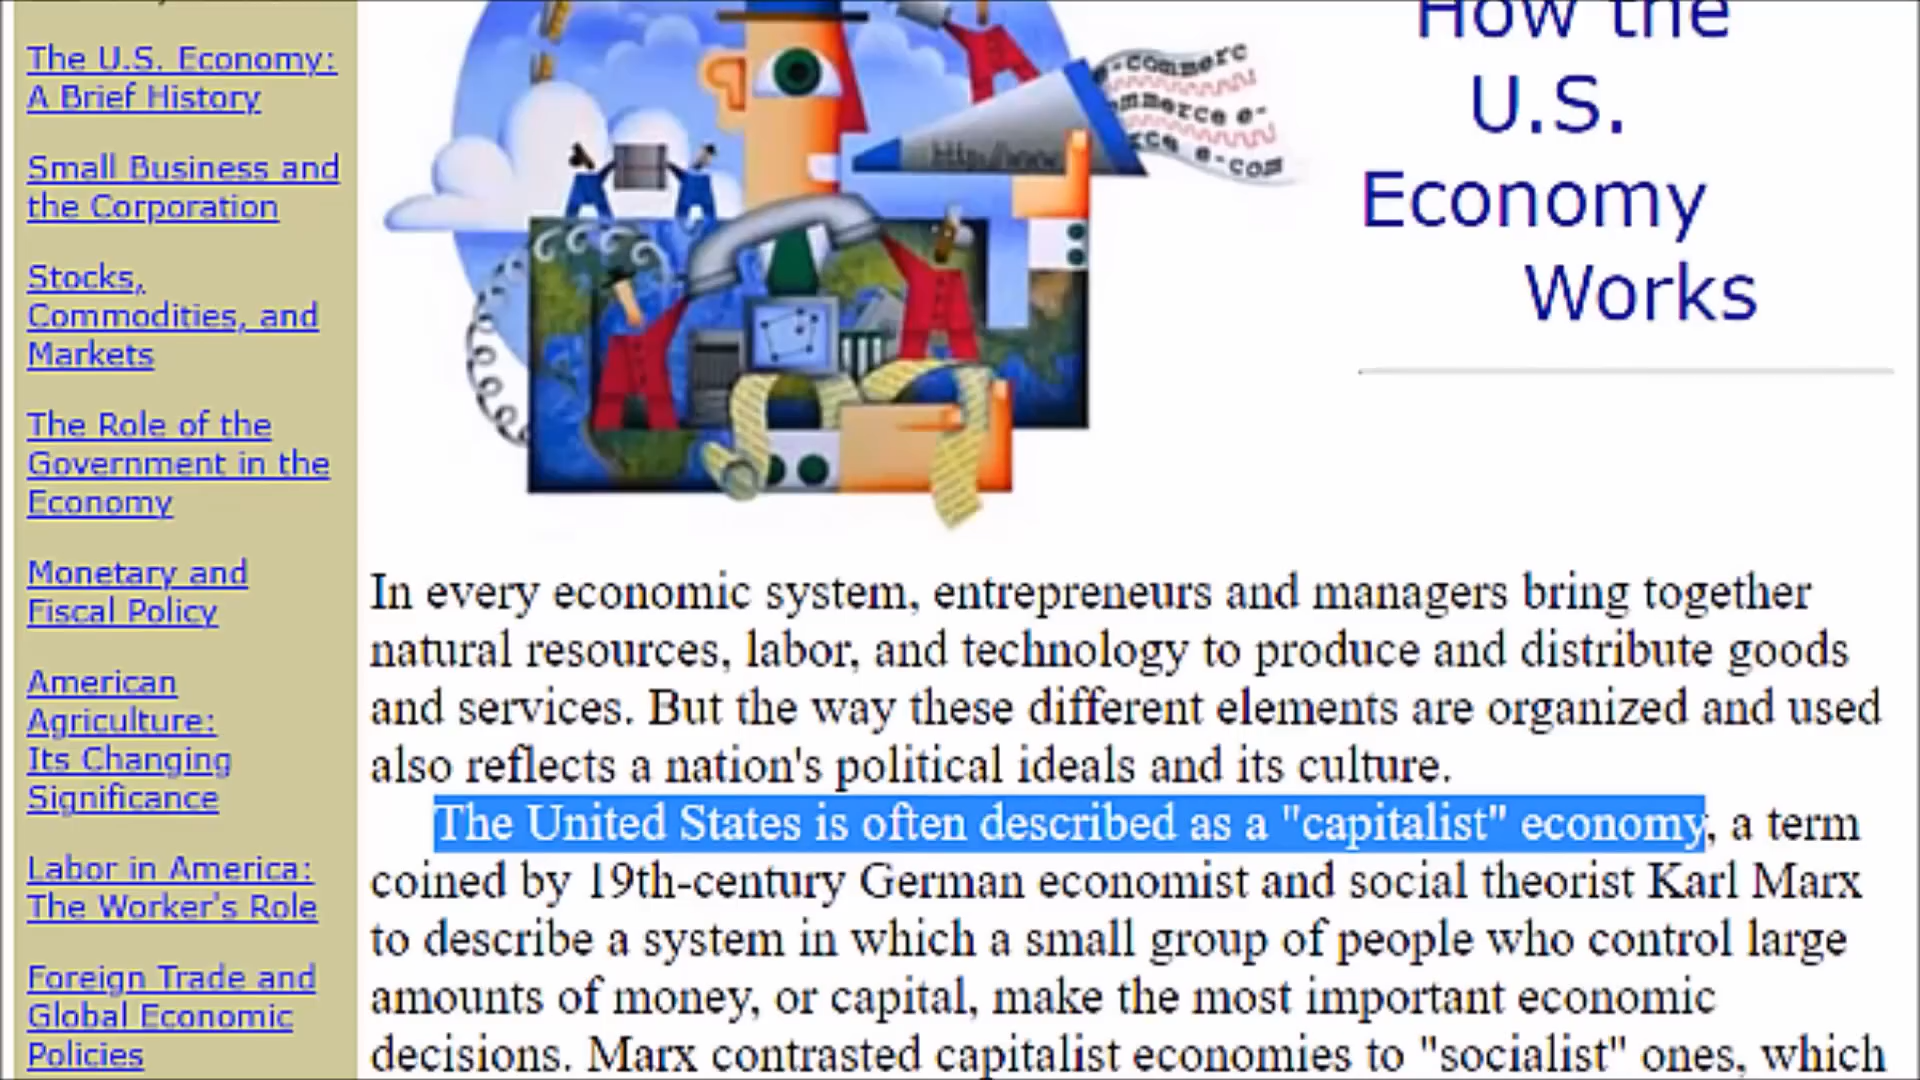 The U.S. Economy:
A Brief History
Small Business and
the Corporation
Stocks,
Commodities, and
Markets
The Role of the
Government in the
Economy
Monetary and
Fiscal Policy
American
Agriculture:
Its Changing
Significance
Labor in America:
The Worker's Role
Foreign Trade and
Global Economic
Policies
e-commerc
mmerce e-
rce e-com
http://www.
How the
U.S.
Economy
Works
In every economic system, entrepreneurs and managers bring together
natural resources, labor, and technology to produce and distribute goods
and services. But the way these different elements are organized and used
also reflects a nation's political ideals and its culture.
The United States is often described as a "capitalist" economy, a term
coined by 19th-century German economist and social theorist Karl Marx
to describe a system in which a small group of people who control large
amounts of money, or capital, make the most important economic
decisions. Marx contrasted capitalist economies to "socialist" ones, which